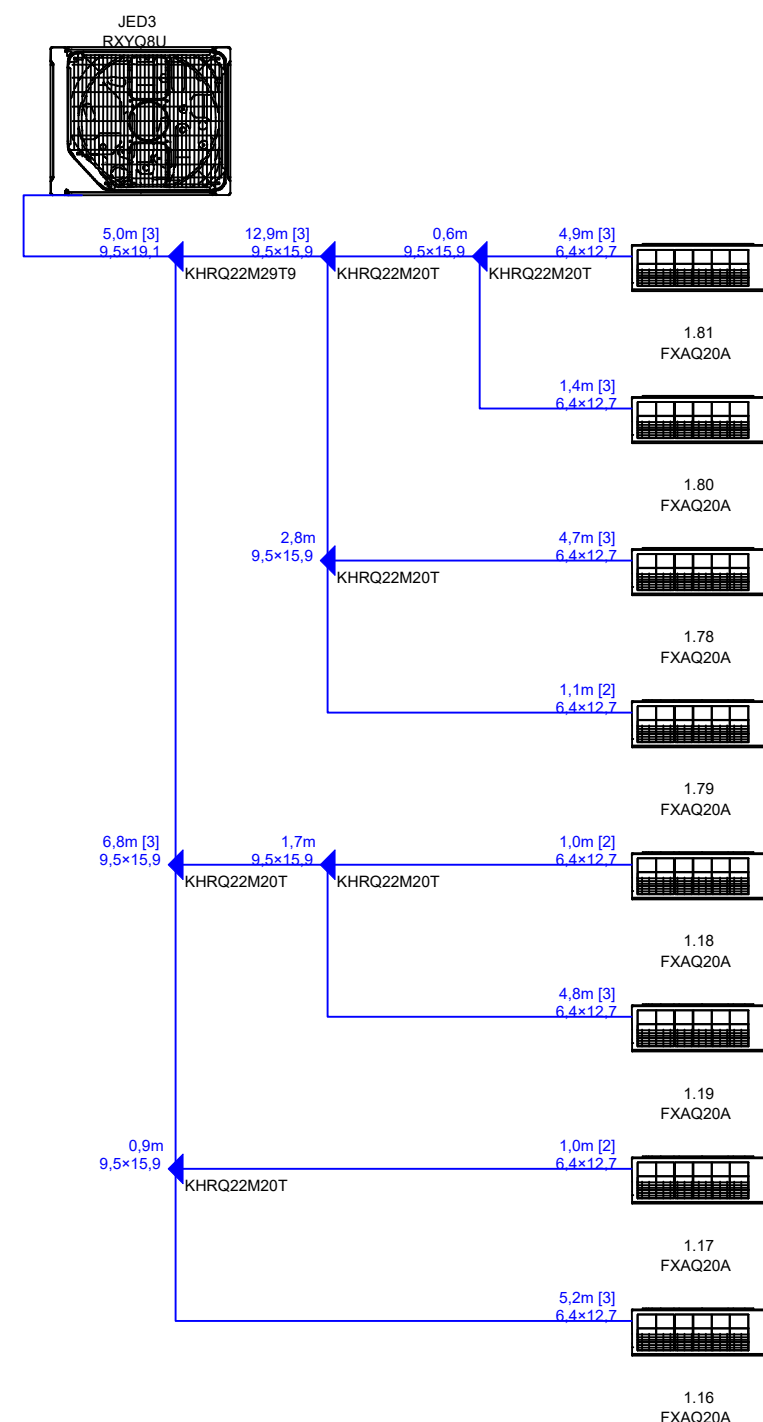 JED3
RXYQ8U
5,0m [3]
9,5×19,1
KHRQ22M29T9
12,9m [3]
9,5×15,9
KHRQ22M20T
0,6m
9,5×15,9
KHRQ22M20T
4,9m [3]
6,4×12,7
1.81
FXAQ20A
1,4m [3]
6,4×12,7
1.80
FXAQ20A
2,8m
9,5×15,9
KHRQ22M20T
4,7m [3]
6,4×12,7
1.78
FXAQ20A
1,1m [2]
6,4×12,7
1.79
FXAQ20A
6,8m [3]
9,5×15,9
KHRQ22M20T
1,7m
9,5×15,9
KHRQ22M20T
1,0m [2]
6,4×12,7
1.18
FXAQ20A
4,8m [3]
6,4×12,7
1.19
FXAQ20A
0,9m
9,5×15,9
KHRQ22M20T
1,0m [2]
6,4×12,7
1.17
FXAQ20A
5,2m [3]
6,4×12,7
1.16
FXAQ20A